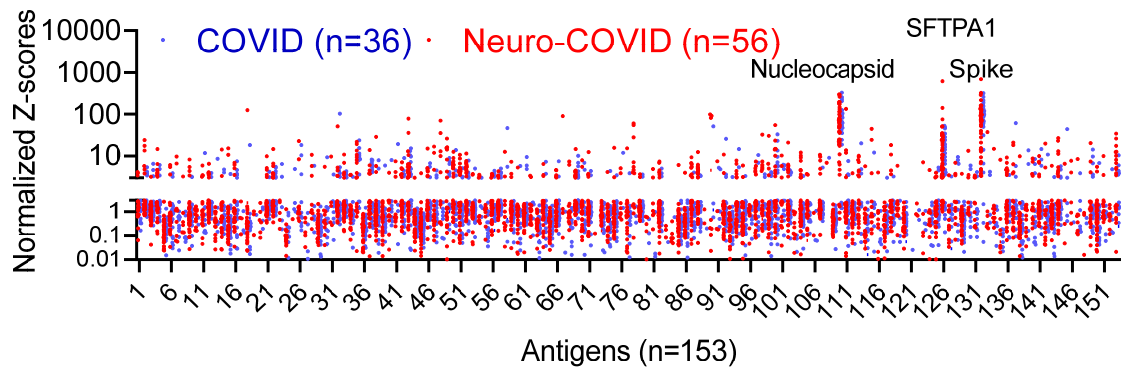 SFTPA1
COVID (n=36) Neuro-COVID (n=56)
Nucleocapsid Spike
Normalized Z-scores
10000
1000
100
10
1
0.1
0.01
1 6 11 16 21 26 31 36 41 46 51 56 61 66 71 76 81 86 91 96 101 106 111 116 121 126 131 136 141 146 151
Antigens (n=153)